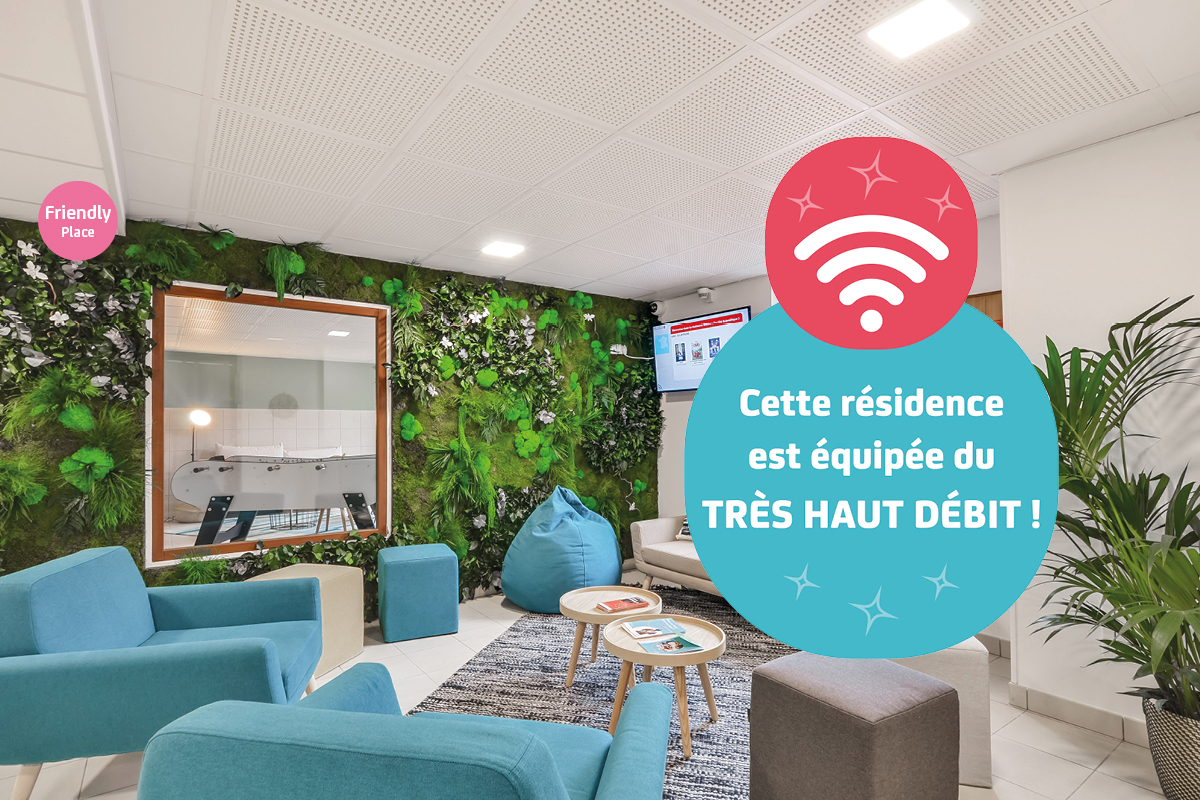 Friendly
Place
Cette résidence
est équipée du
TRÈS HAUT DÉBIT !